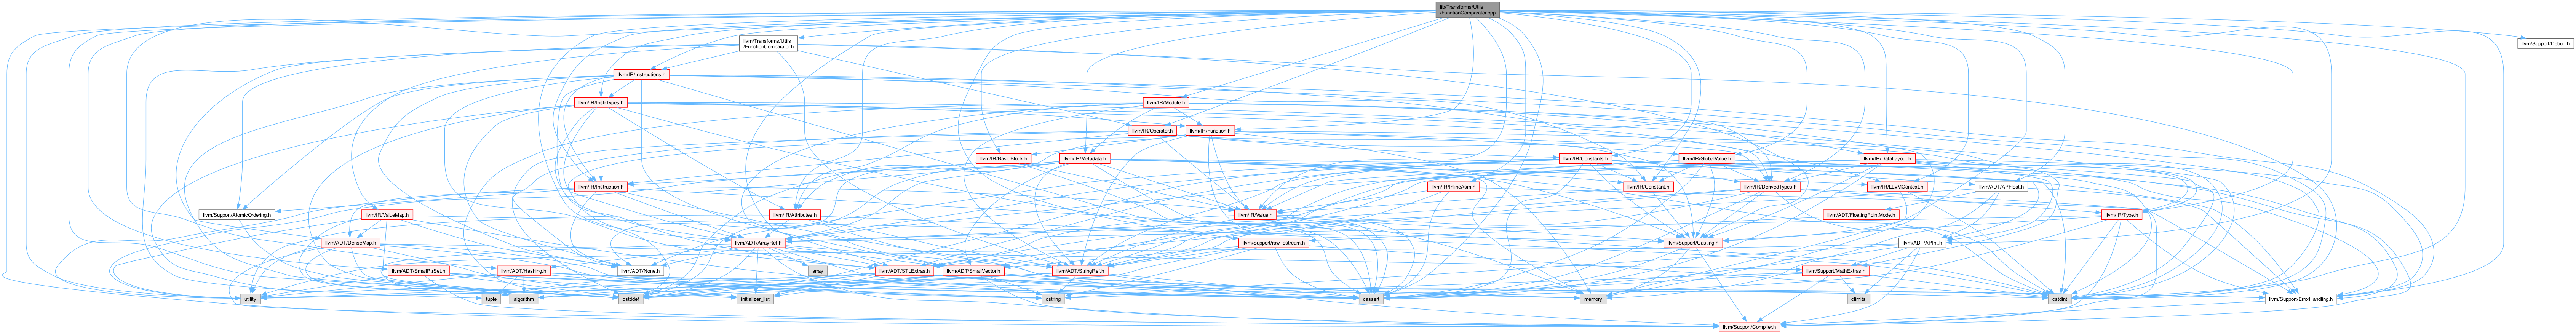 lib/Transforms/Utils
/FunctionComparator.cpp
llvm/Transforms/Utils
/FunctionComparator.h
llvm/Support/Debug.h
llvm/IR/Instructions.h
llvm/IR/InstrTypes.h
llvm/IR/Module.h
llvm/IR/Operator.h
llvm/IR/Function.h
llvm/IR/BasicBlock.h
llvm/IR/Metadata.h
llvm/IR/Constants.h
llvm/IR/GlobalValue.h
llvm/IR/DataLayout.h
llvm/IR/Instruction.h
llvm/IR/InlineAsm.h
llvm/IR/Constant.h
llvm/IR/DerivedTypes.h
llvm/IR/LLVMContext.h
llvm/ADT/APFloat.h
llvm/Support/AtomicOrdering.h
llvm/IR/ValueMap.h
llvm/IR/Attributes.h
llvm/IR/Value.h
llvm/ADT/FloatingPointMode.h
llvm/IR/Type.h
llvm/ADT/DenseMap.h
llvm/ADT/ArrayRef.h
llvm/Support/raw_ostream.h
llvm/Support/Casting.h
llvm/ADT/APInt.h
llvm/ADT/SmallPtrSet.h
llvm/ADT/Hashing.h
llvm/ADT/None.h
array
llvm/ADT/STLExtras.h
llvm/ADT/SmallVector.h
llvm/ADT/StringRef.h
llvm/Support/MathExtras.h
utility
tuple
algorithm
cstddef
initializer_list
cstring
cassert
memory
climits
cstdint
llvm/Support/ErrorHandling.h
llvm/Support/Compiler.h